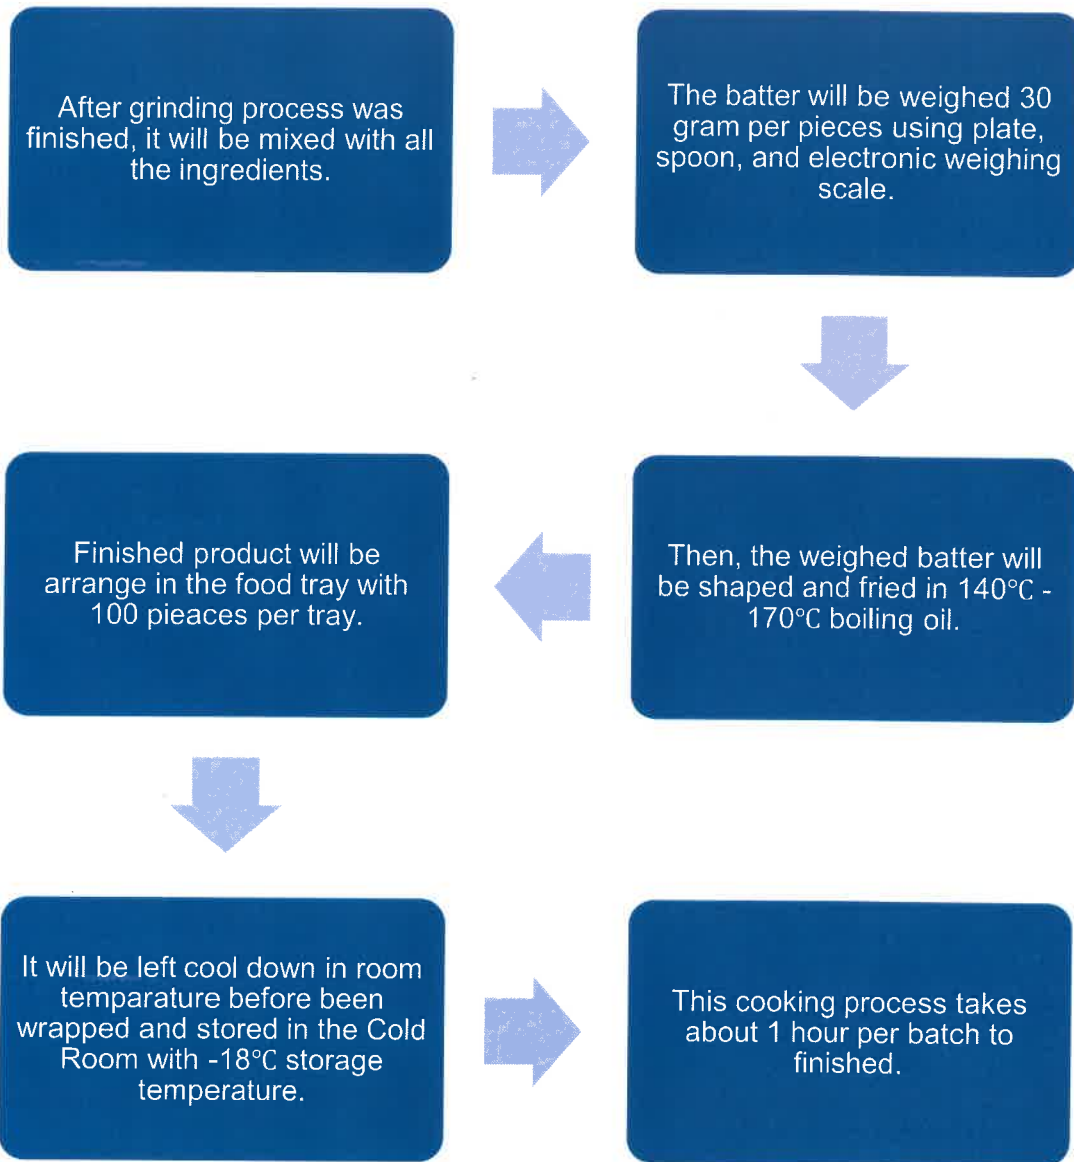 After grinding process was
finished, it will be mixed with all
the ingredients.
The batter will be weighed 30
gram per pieces using plate,
spoon, and electronic weighing
scale.
Then, the weighed batter will
be shaped and fried in 140°C -
170°C boiling oil.
Finished product will be
arrange in the food tray with
100 pieaces per tray.
It will be left cool down in room
temparature before been
wrapped and stored in the Cold
Room with -18°C storage
temperature.
This cooking process takes
about 1 hour per batch to
finished.